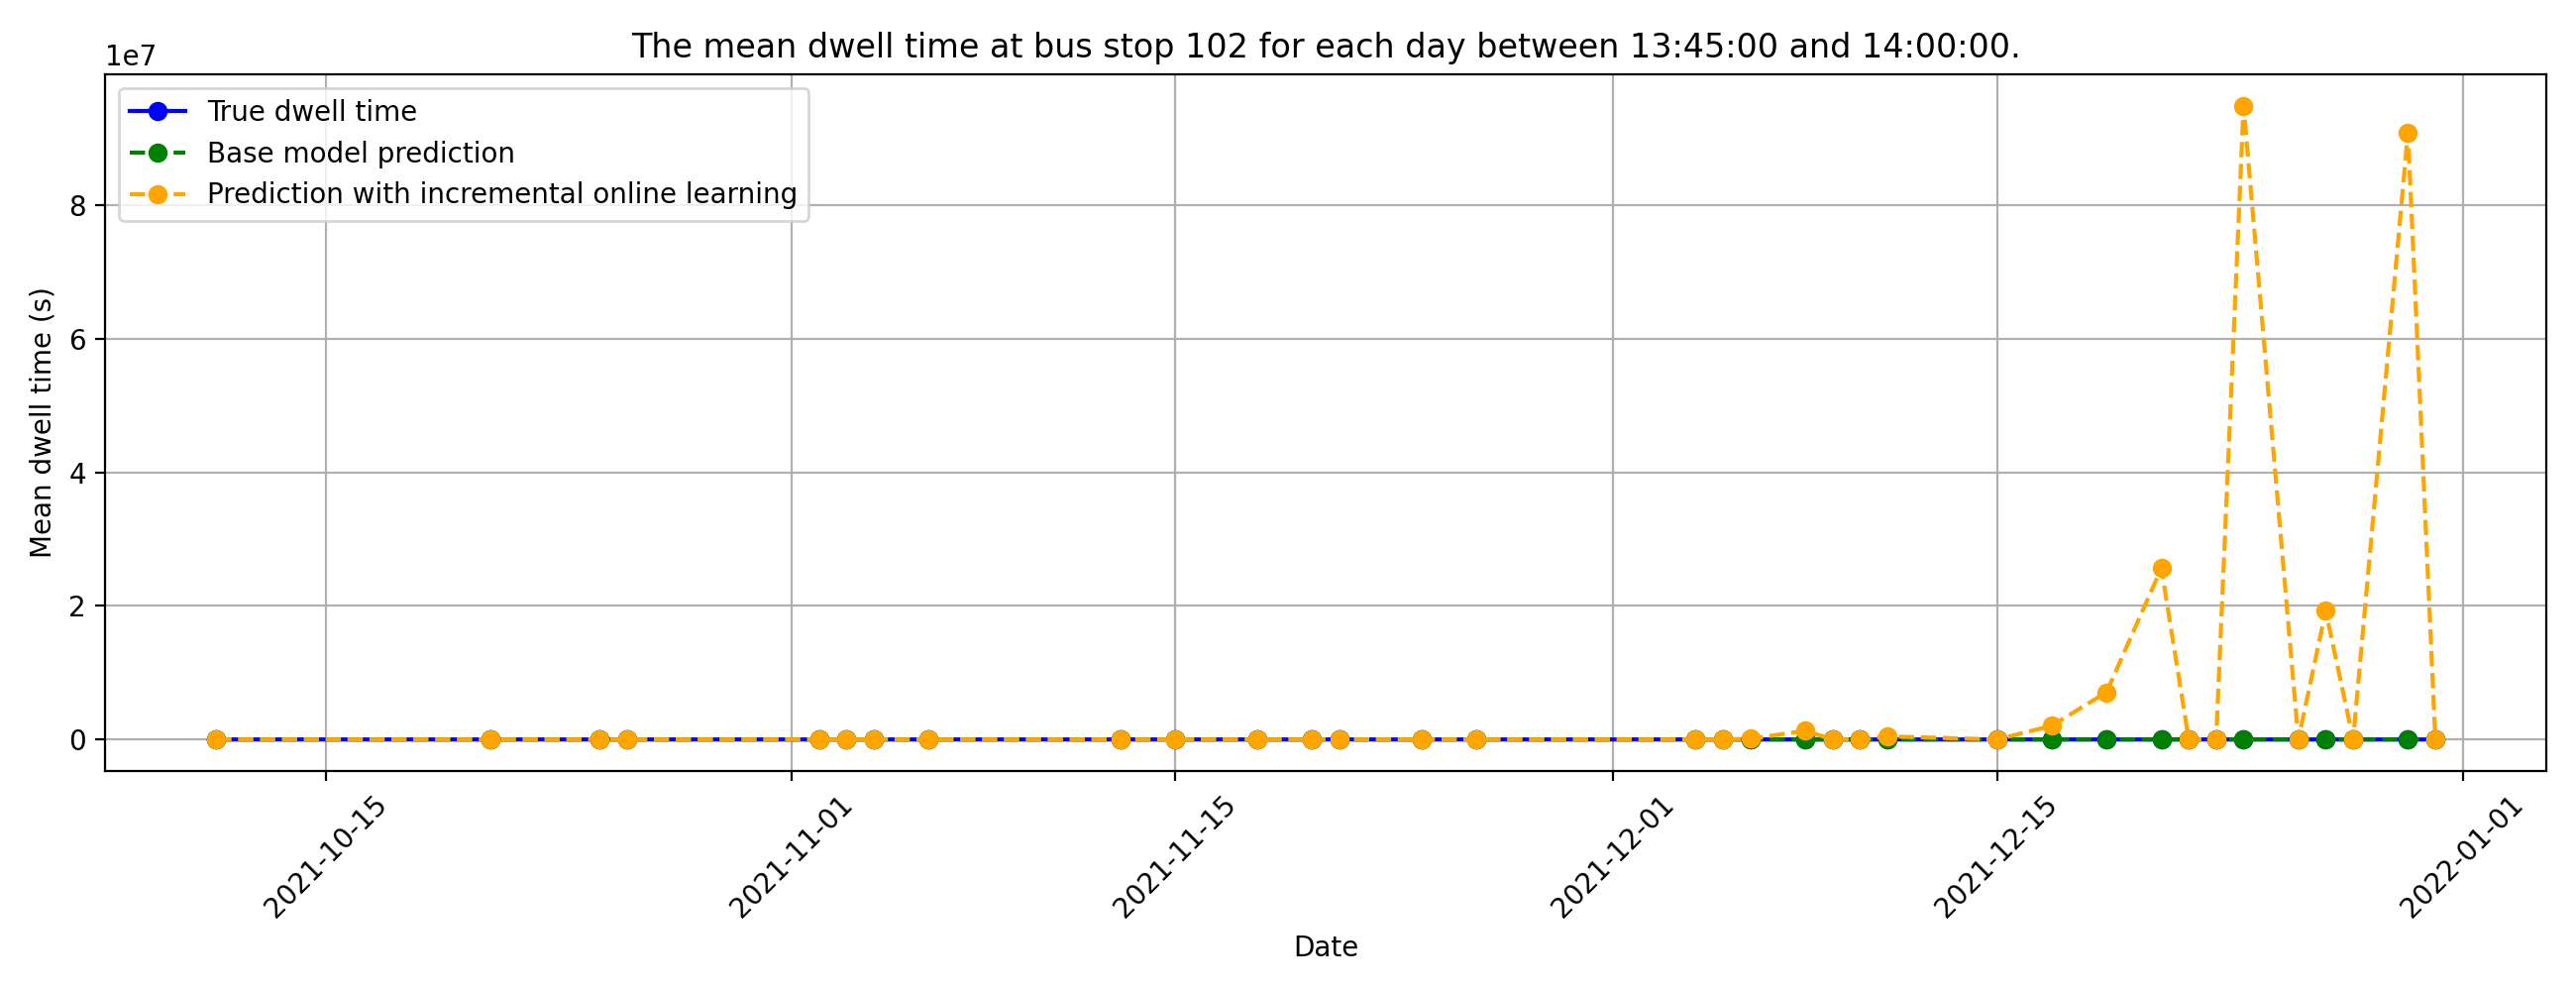 The mean dwell time at bus stop 102 for each day between 13:45:00 and 14:00:00.
1e7
True dwell time
Base model prediction
Prediction with incremental online learning
8
6
4
2
0
Mean dwell time (s)
2021-10-15
2021-11-01
2021-11-15
2021-12-01
2021-12-15
2022-01-01
Date